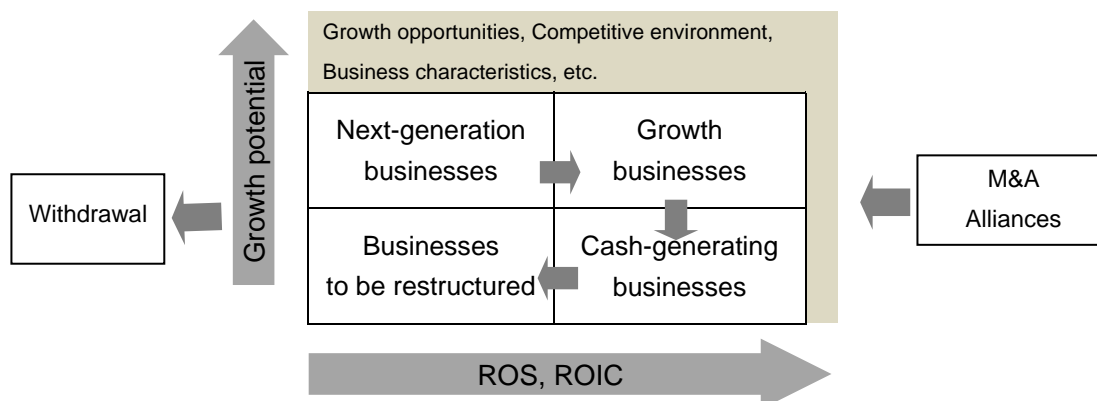 Growth opportunities, Competitive environment,
Business characteristics, etc.
Growth potential
Next-generation
businesses
Growth
businesses
Withdrawal
M&A
Alliances
Businesses
to be restructured
Cash-generating
businesses
ROS, ROIC